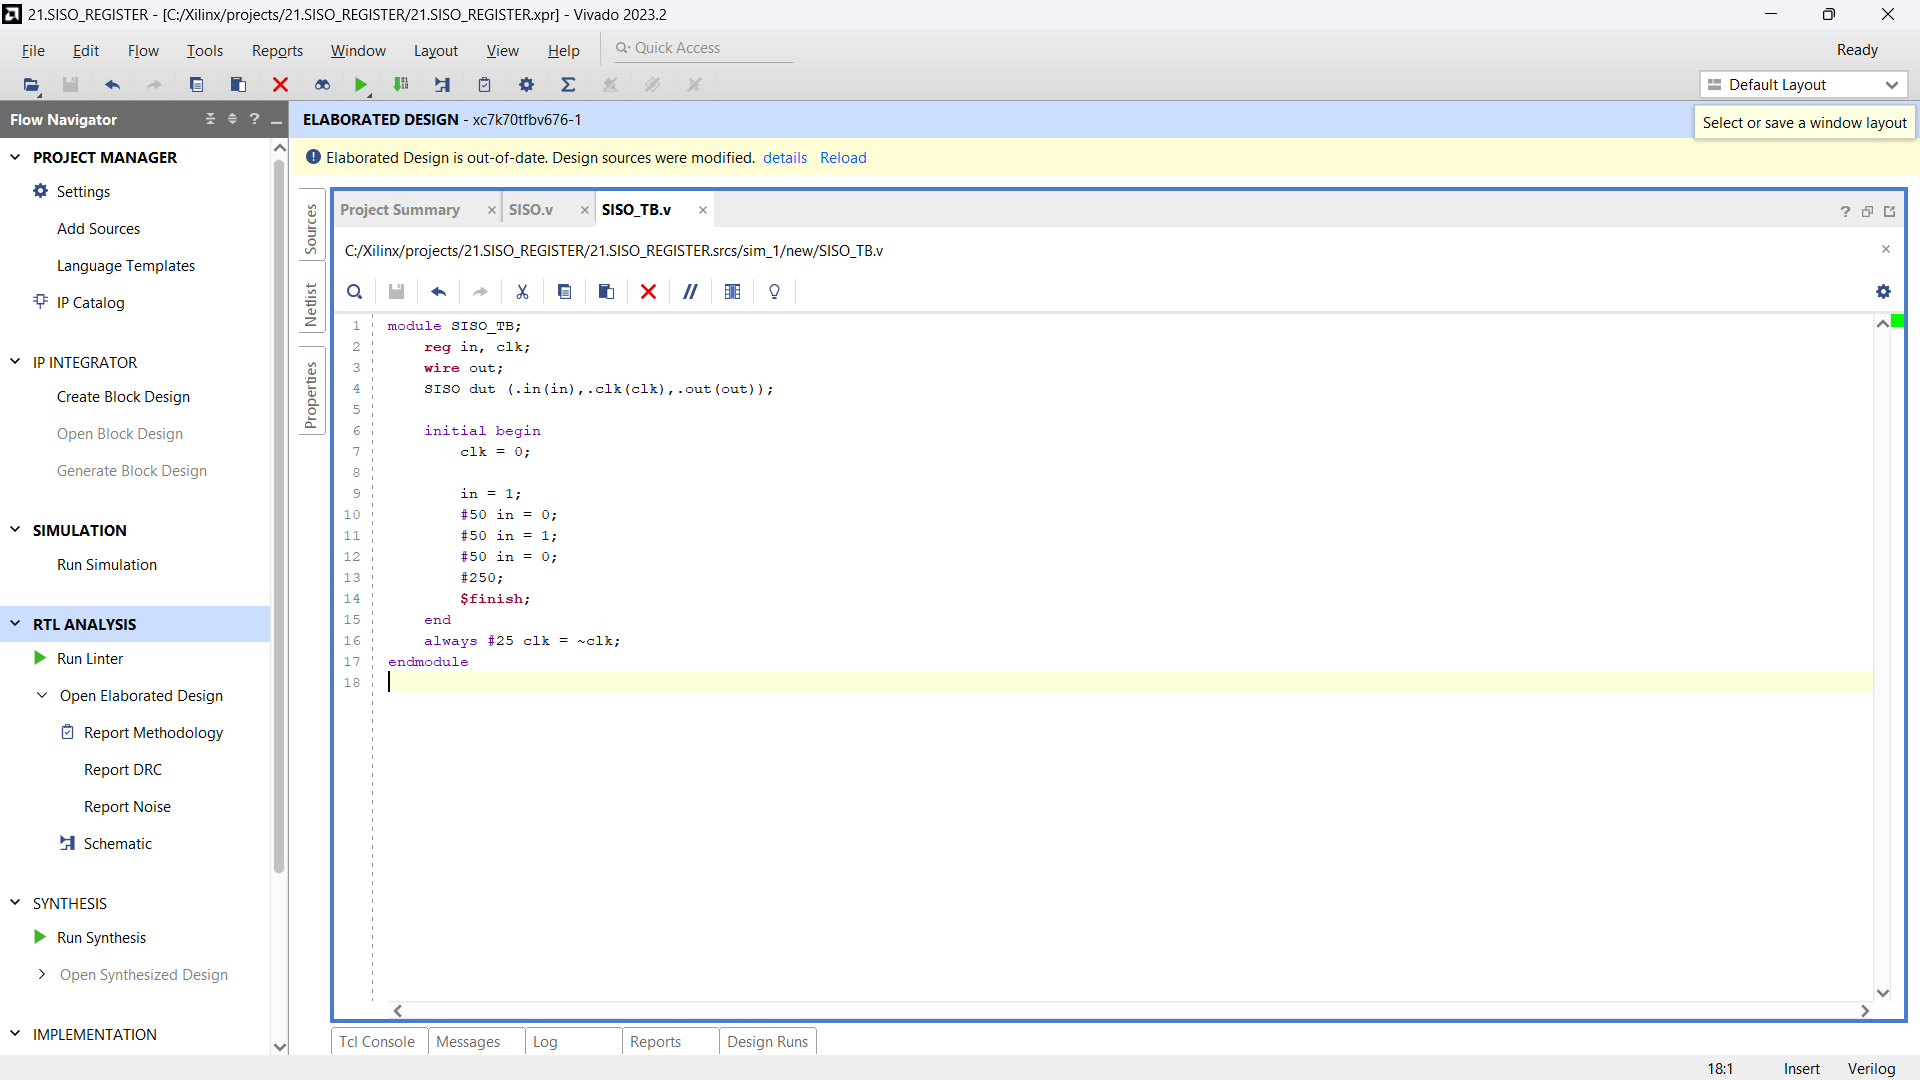 21.SISO_REGISTER - [C:/Xilinx/projects/21.SISO_REGISTER/21.SISO_REGISTER.xpr] - Vivado 2023.2
File Edit Flow Tools Reports Window Layout View Help Quick Access
Ready
Default Layout
Select or save a window layout
Flow Navigator
PROJECT MANAGER
Settings
Add Sources
Language Templates
IP Catalog
IP INTEGRATOR
Create Block Design
Open Block Design
Generate Block Design
SIMULATION
Run Simulation
RTL ANALYSIS
Run Linter
Open Elaborated Design
Report Methodology
Report DRC
Report Noise
Schematic
SYNTHESIS
Run Synthesis
Open Synthesized Design
IMPLEMENTATION
ELABORATED DESIGN - xc7k70tfbv676-1
Elaborated Design is out-of-date. Design sources were modified. details Reload
Sources
Netlist
Properties
Project Summary SISO.v SISO_TB.v
C:/Xilinx/projects/21.SISO_REGISTER/21.SISO_REGISTER.srcs/sim_1/new/SISO_TB.v
1 module SISO_TB;
2 reg in, clk;
3 wire out;
4 SISO dut (.in(in),.clk(clk),.out(out));
5
6 initial begin
7 clk = 0;
8
9 in = 1;
10 #50 in = 0;
11 #50 in = 1;
12 #50 in = 0;
13 #250;
14 $finish;
15 end
16 always #25 clk = ~clk;
17 endmodule
18
Tcl Console Messages Log Reports Design Runs
18:1 Insert Verilog